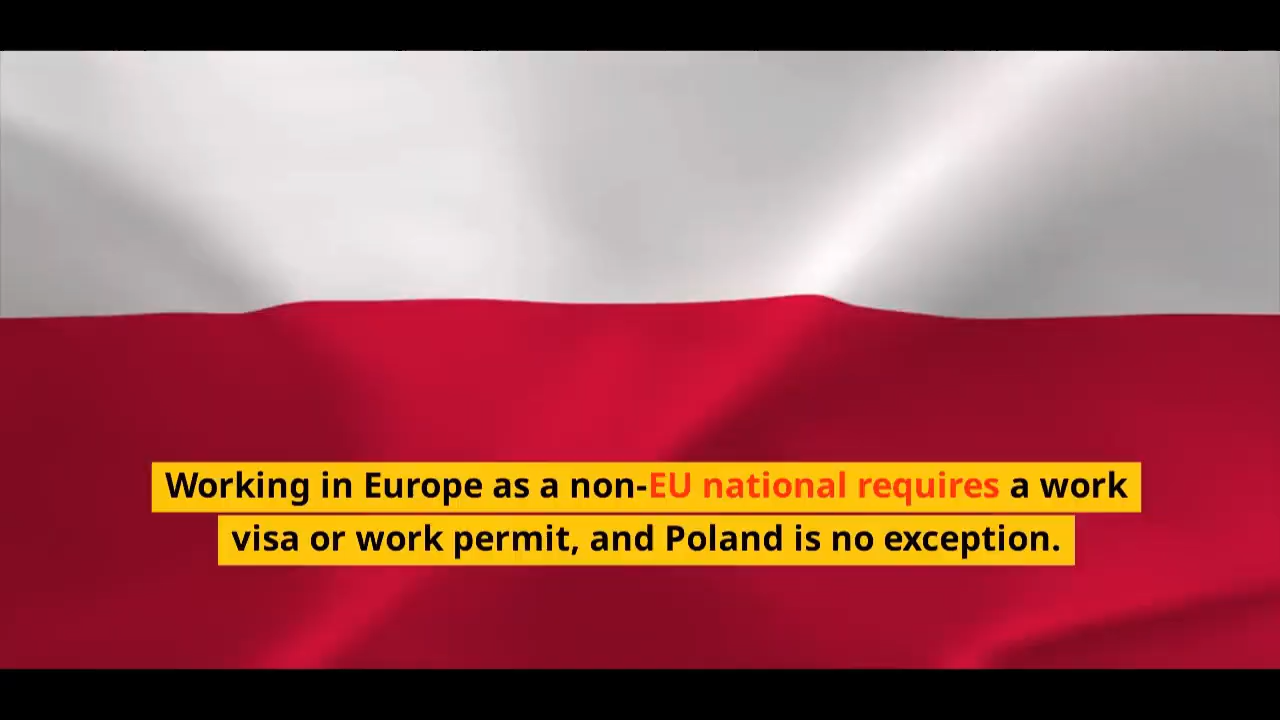 Working in Europe as a non-EU national requires a work
visa or work permit, and Poland is no exception.